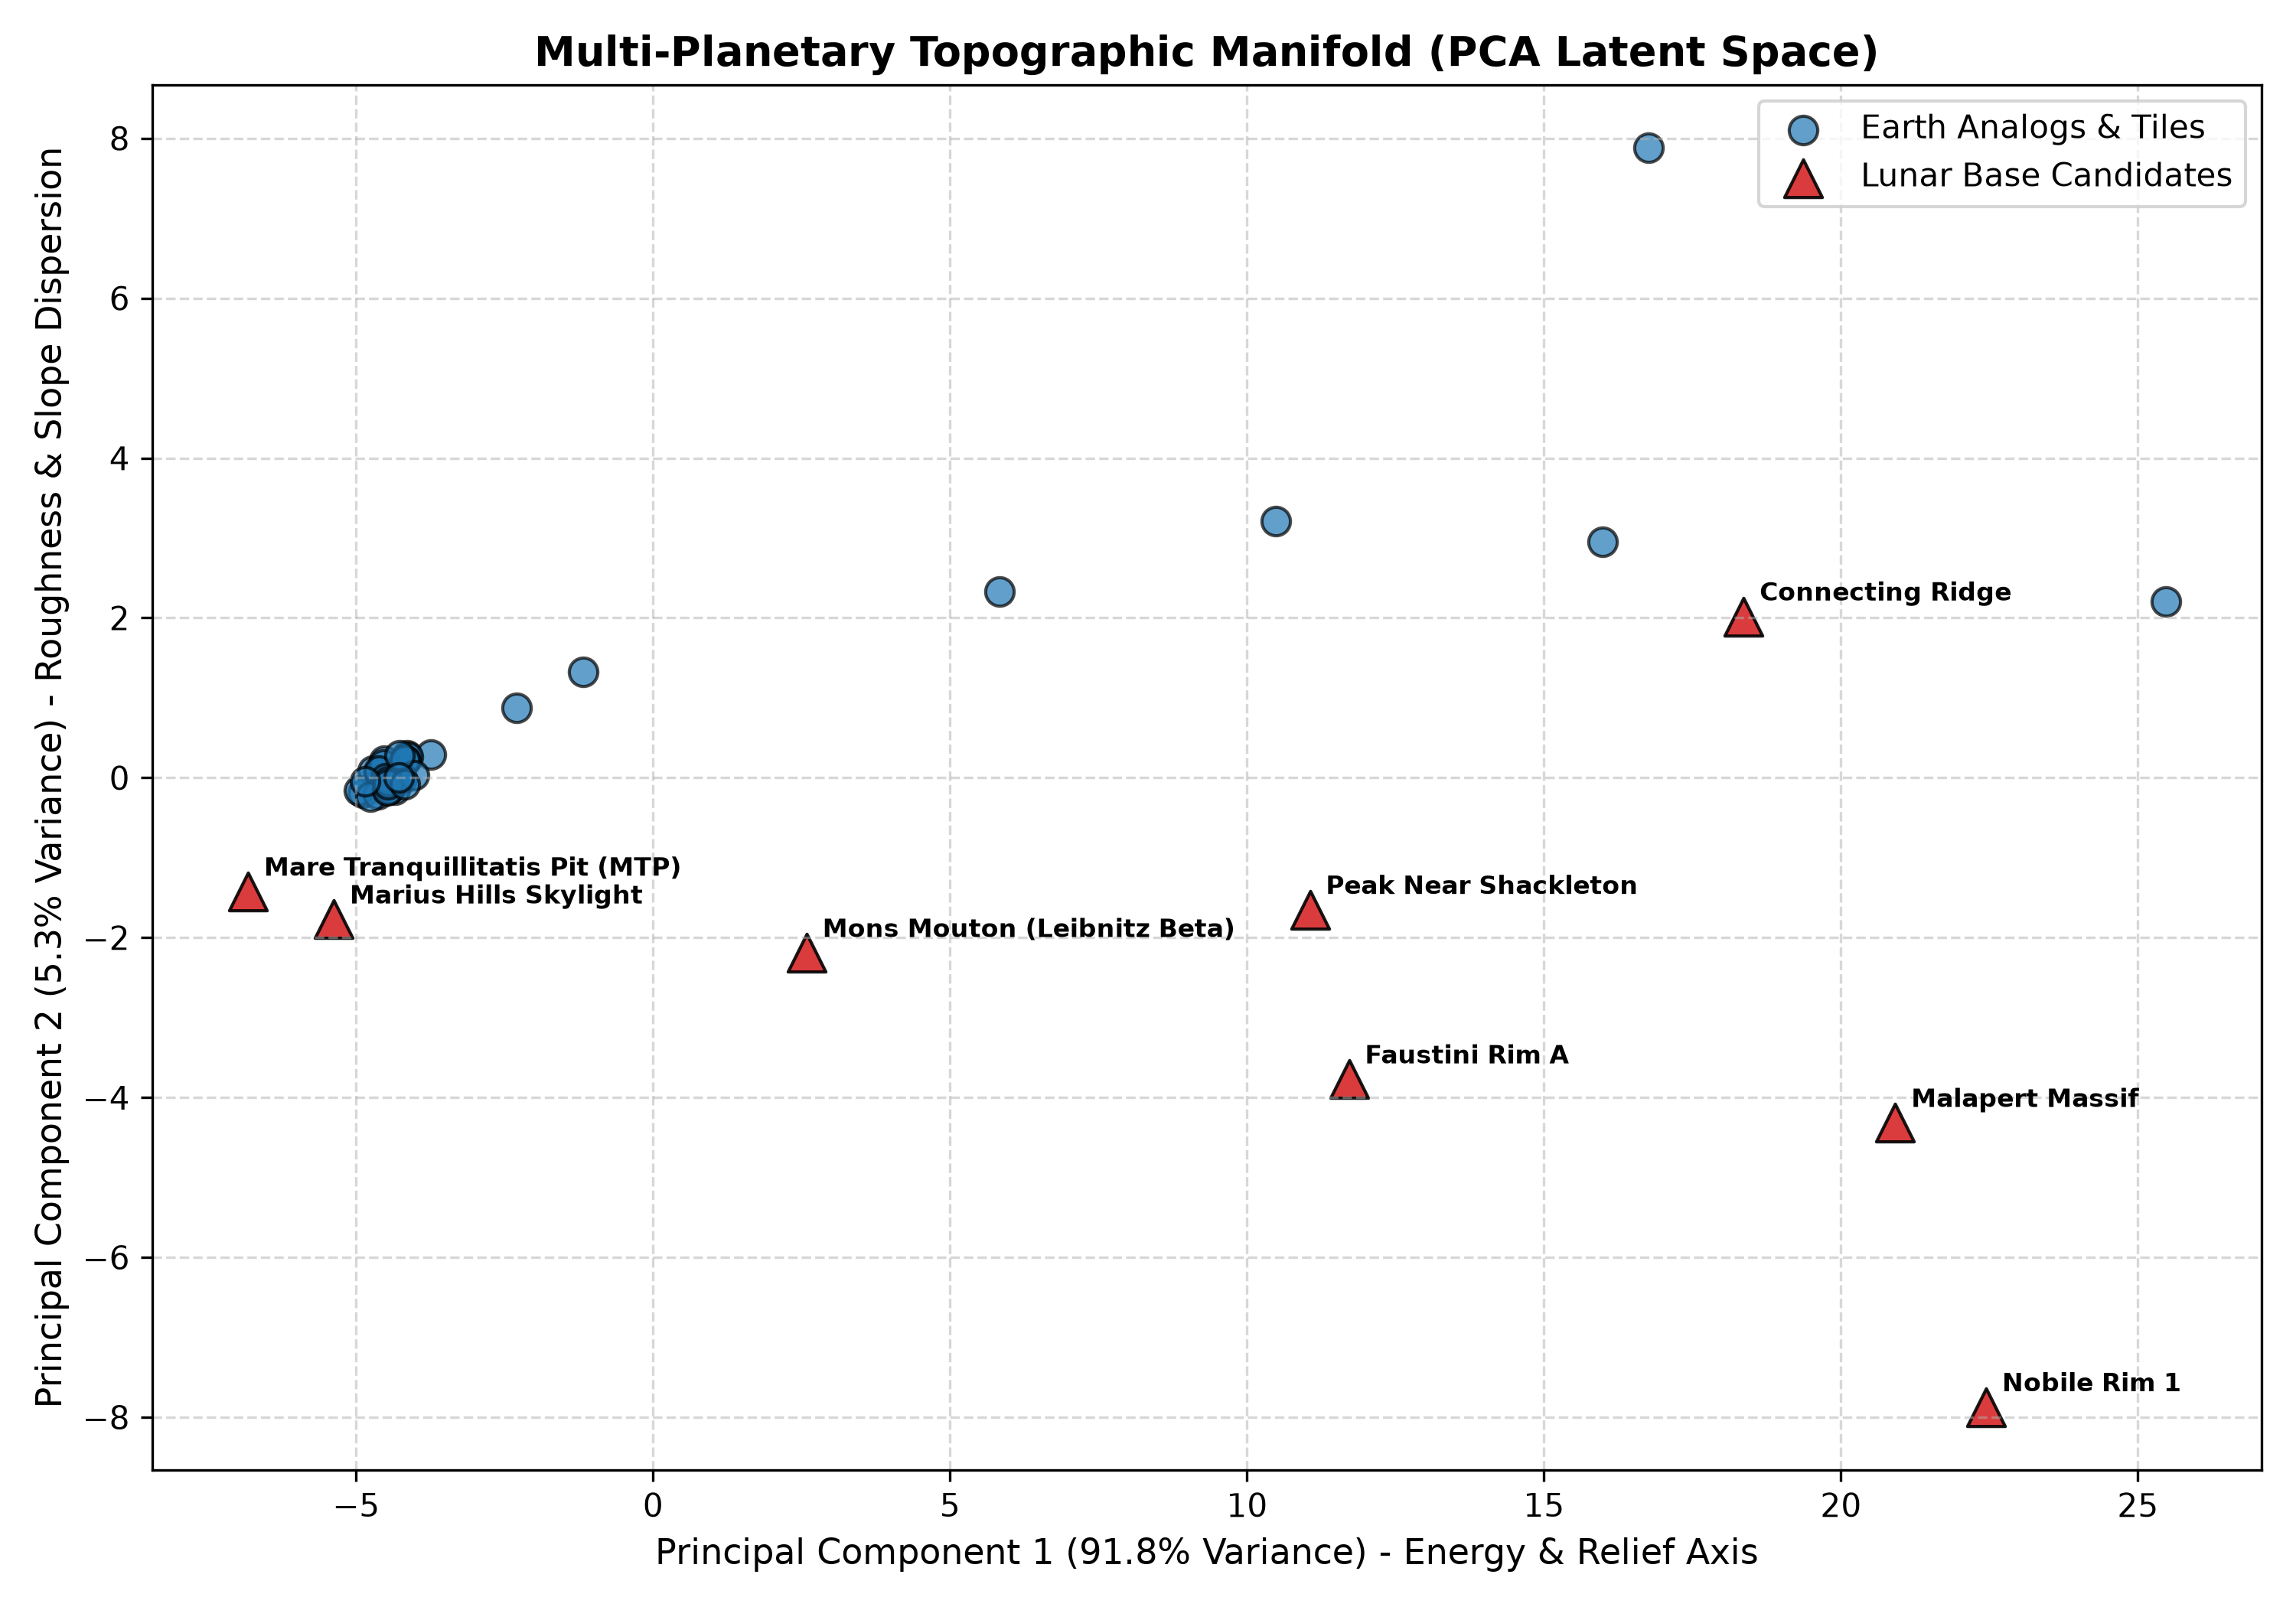 Multi-Planetary Topographic Manifold (PCA Latent Space)
Principal Component 2 (5.3% Variance) - Roughness & Slope Dispersion
8
6
4
2
0
−2
−4
−6
−8
Earth Analogs & Tiles
Lunar Base Candidates
Connecting Ridge
Mare Tranquillitatis Pit (MTP)
Marius Hills Skylight
Peak Near Shackleton
Mons Mouton (Leibnitz Beta)
Faustini Rim A
Malapert Massif
Nobile Rim 1
−5 0 5 10 15 20 25
Principal Component 1 (91.8% Variance) - Energy & Relief Axis